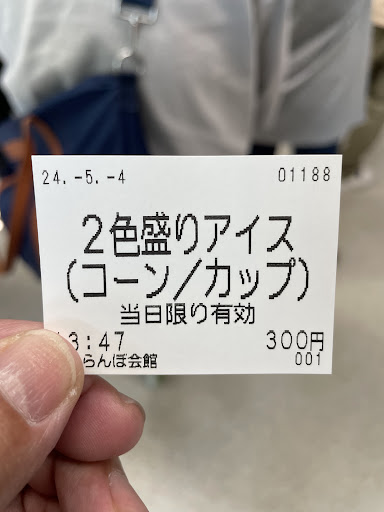 24.-5.-4 01188
2色盛りアイス
(コーン/カップ)
当日限り有効
3:47 300円
らんぼ会館 001